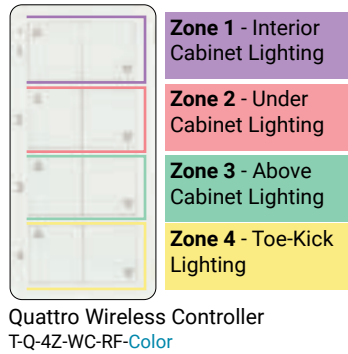 Zone 1 - Interior
Cabinet Lighting
Zone 2 - Under
Cabinet Lighting
Zone 3 - Above
Cabinet Lighting
Zone 4 - Toe-Kick
Lighting
Quattro Wireless Controller
T-Q-4Z-WC-RF-Color